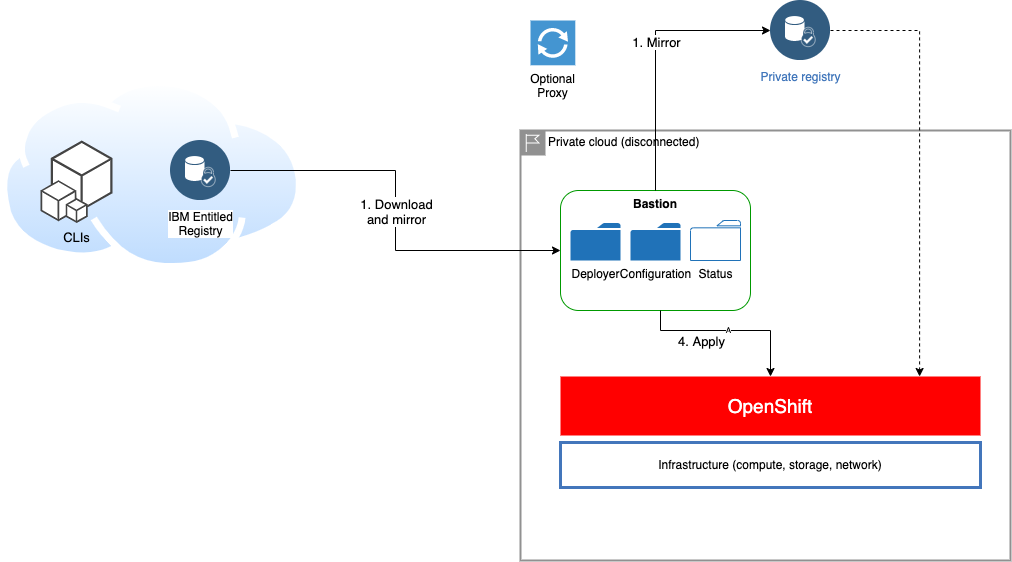 1. Mirror
Optional
Proxy
Private registry
Private cloud (disconnected)
CLIs
IBM Entitled
Registry
1. Download
and mirror
Bastion
Deployer
Configuration
Status
4. Apply
OpenShift
Infrastructure (compute, storage, network)